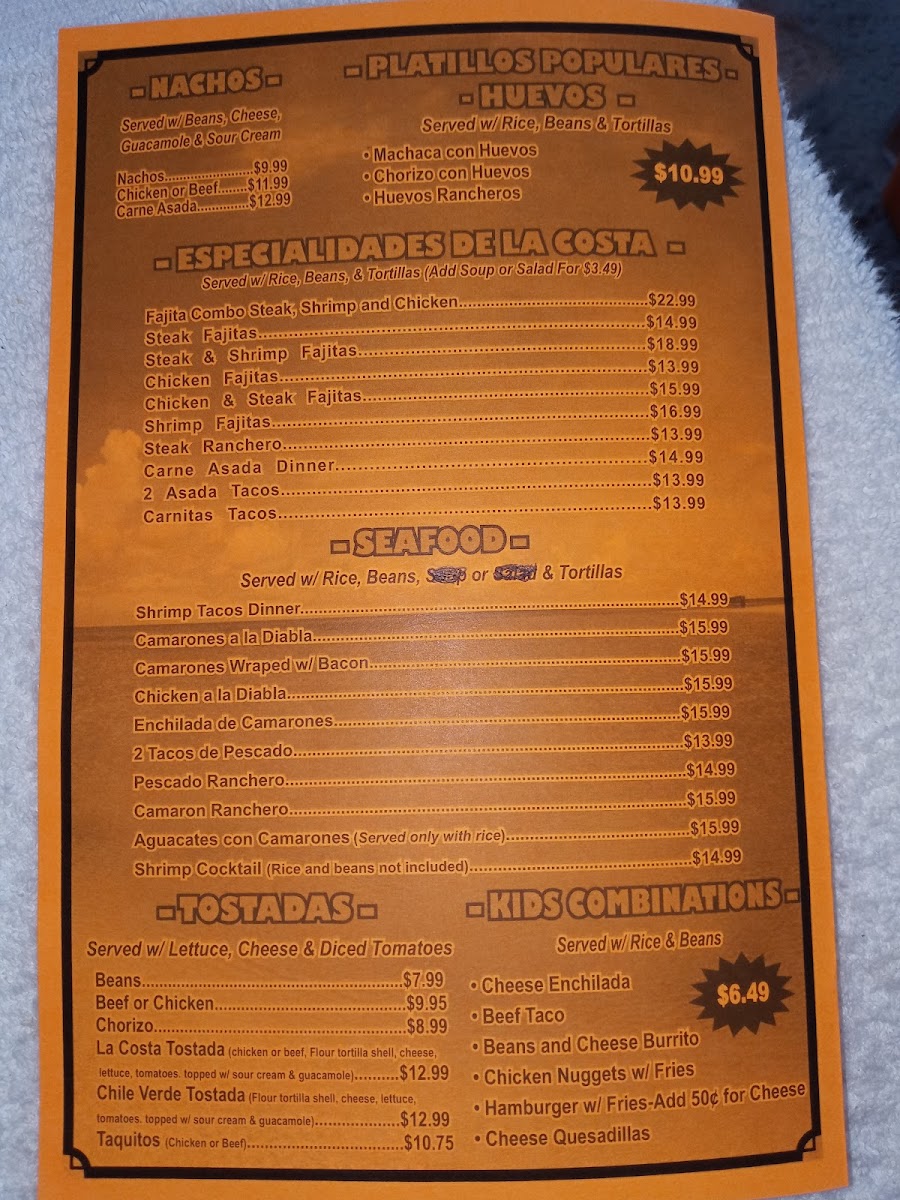 - NACHOS -
Served w/ Beans, Cheese,
Guacamole & Sour Cream
Nachos.......................$9.99
Chicken or Beef.......$11.99
Carne Asada..............$12.99
- PLATILLOS POPULARES -
- HUEVOS -
Served w/ Rice, Beans & Tortillas
• Machaca con Huevos
• Chorizo con Huevos
• Huevos Rancheros
$10.99
- ESPECIALIDADES DE LA COSTA -
Served w/ Rice, Beans, & Tortillas (Add Soup or Salad For $3.49)
Fajita Combo Steak, Shrimp and Chicken.......................................$22.99
Steak Fajitas.......................................$14.99
Steak & Shrimp Fajitas.......................................$18.99
Chicken Fajitas.......................................$13.99
Chicken & Steak Fajitas.......................................$15.99
Shrimp Fajitas.......................................$16.99
Steak Ranchero.......................................$13.99
Carne Asada Dinner.......................................$14.99
2 Asada Tacos.......................................$13.99
Carnitas Tacos.......................................$13.99
- SEAFOOD -
Served w/ Rice, Beans, Soup or Salad & Tortillas
Shrimp Tacos Dinner.......................................$14.99
Camarones a la Diabla.......................................$15.99
Camarones Wraped w/ Bacon.......................................$15.99
Chicken a la Diabla.......................................$15.99
Enchilada de Camarones.......................................$15.99
2 Tacos de Pescado.......................................$13.99
Pescado Ranchero.......................................$14.99
Camaron Ranchero.......................................$15.99
Aguacates con Camarones (Served only with rice).......................................$15.99
Shrimp Cocktail (Rice and beans not included).......................................$14.99
- TOSTADAS -
Served w/ Lettuce, Cheese & Diced Tomatoes
Beans.......................................$7.99
Beef or Chicken.......................................$9.95
Chorizo.......................................$8.99
La Costa Tostada (chicken or beef, Flour tortilla shell, cheese,
lettuce, tomatoes. topped w/ sour cream & guacamole)..........$12.99
Chile Verde Tostada (Flour tortilla shell, cheese, lettuce,
tomatoes. topped w/ sour cream & guacamole)....................$12.99
Taquitos (Chicken or Beef).......................................$10.75
- KIDS COMBINATIONS -
Served w/ Rice & Beans
• Cheese Enchilada
• Beef Taco
• Beans and Cheese Burrito
• Chicken Nuggets w/ Fries
• Hamburger w/ Fries-Add 50¢ for Cheese
• Cheese Quesadillas
$6.49